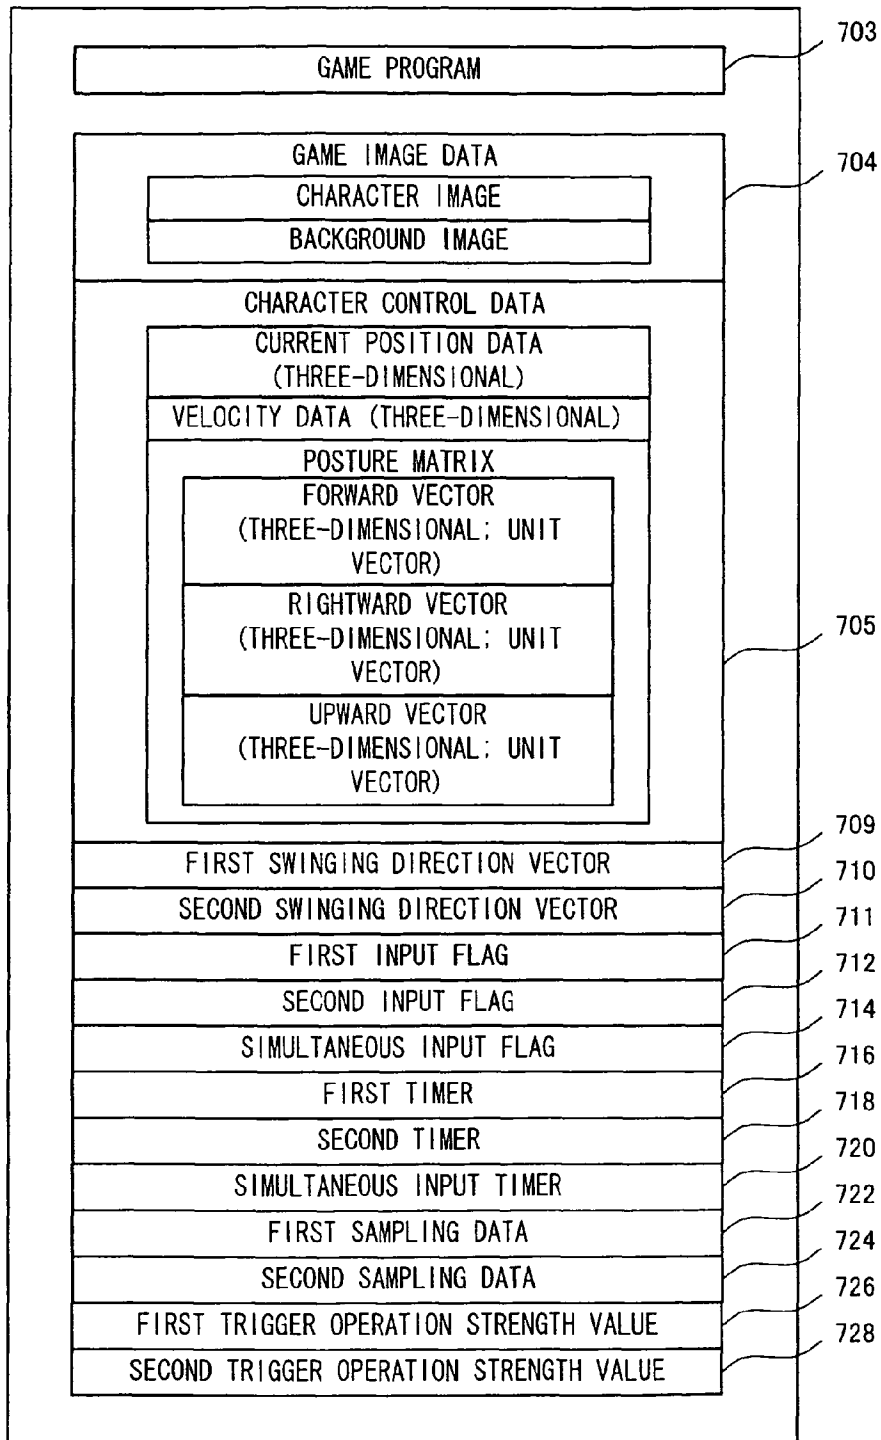 GAME PROGRAM
703
GAME IMAGE DATA
704
CHARACTER IMAGE
BACKGROUND IMAGE
CHARACTER CONTROL DATA
CURRENT POSITION DATA
(THREE-DIMENSIONAL)
VELOCITY DATA (THREE-DIMENSIONAL)
POSTURE MATRIX
FORWARD VECTOR
(THREE-DIMENSIONAL; UNIT
VECTOR)
RIGHTWARD VECTOR
(THREE-DIMENSIONAL; UNIT
VECTOR)
705
UPWARD VECTOR
(THREE-DIMENSIONAL; UNIT
VECTOR)
FIRST SWINGING DIRECTION VECTOR
709
SECOND SWINGING DIRECTION VECTOR
710
FIRST INPUT FLAG
711
SECOND INPUT FLAG
712
SIMULTANEOUS INPUT FLAG
714
FIRST TIMER
716
SECOND TIMER
718
SIMULTANEOUS INPUT TIMER
720
FIRST SAMPLING DATA
722
SECOND SAMPLING DATA
724
FIRST TRIGGER OPERATION STRENGTH VALUE
726
SECOND TRIGGER OPERATION STRENGTH VALUE
728